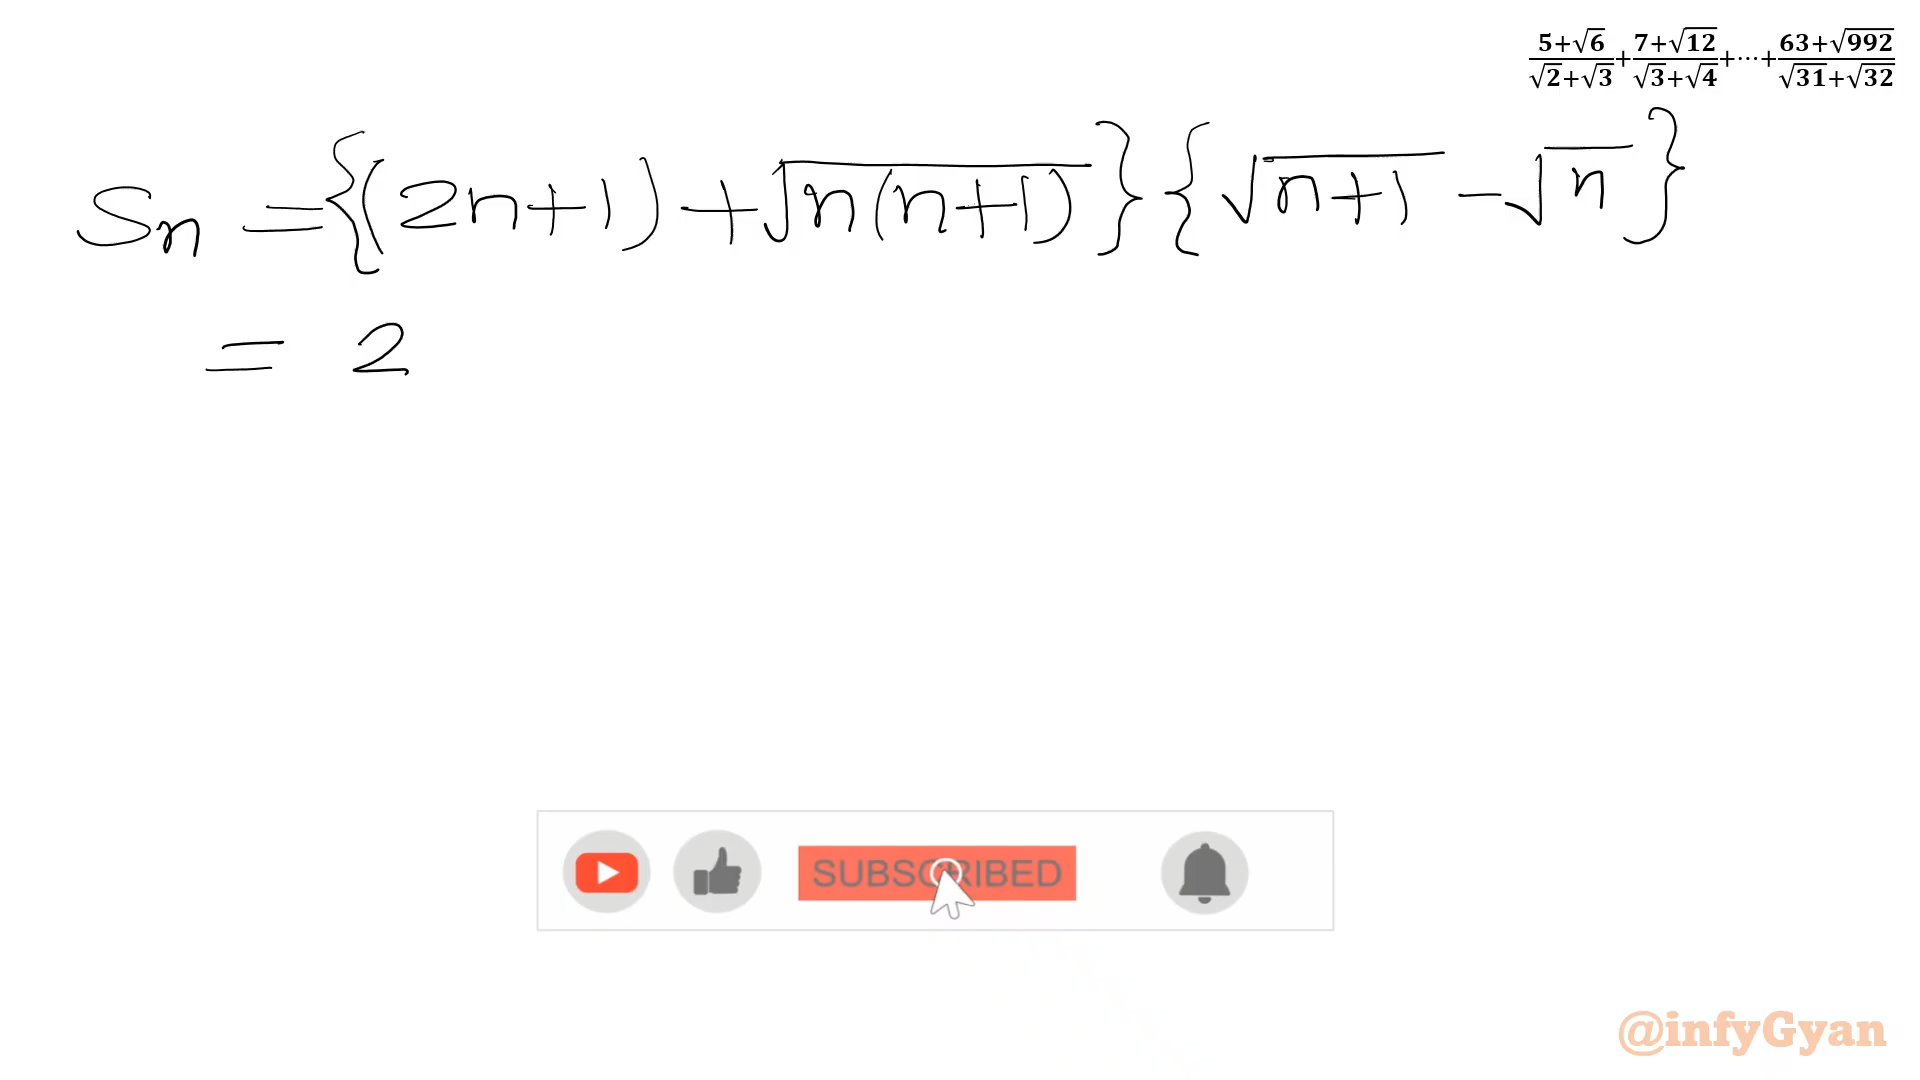 (5+√6)/(√2+√3)+(7+√12)/(√3+√4)+⋯+(63+√992)/(√31+√32)
Sn = {(2n+1)+√(n(n+1))}{√(n+1) - √n}
= 2
SUBSCRIBED
@infyGyan